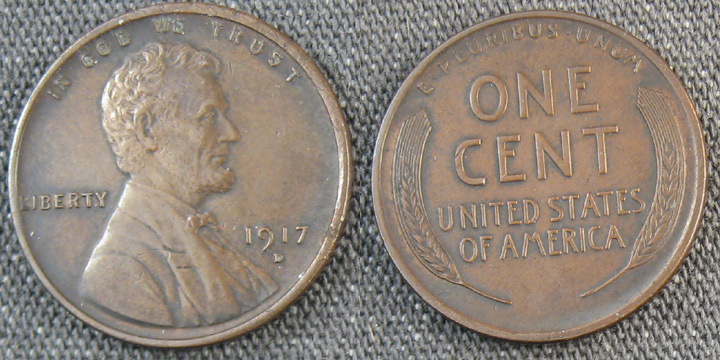 IN GOD WE TRUST
LIBERTY
1917
D
E·PLURIBUS·UNUM
ONE
CENT
UNITED STATES
OF AMERICA